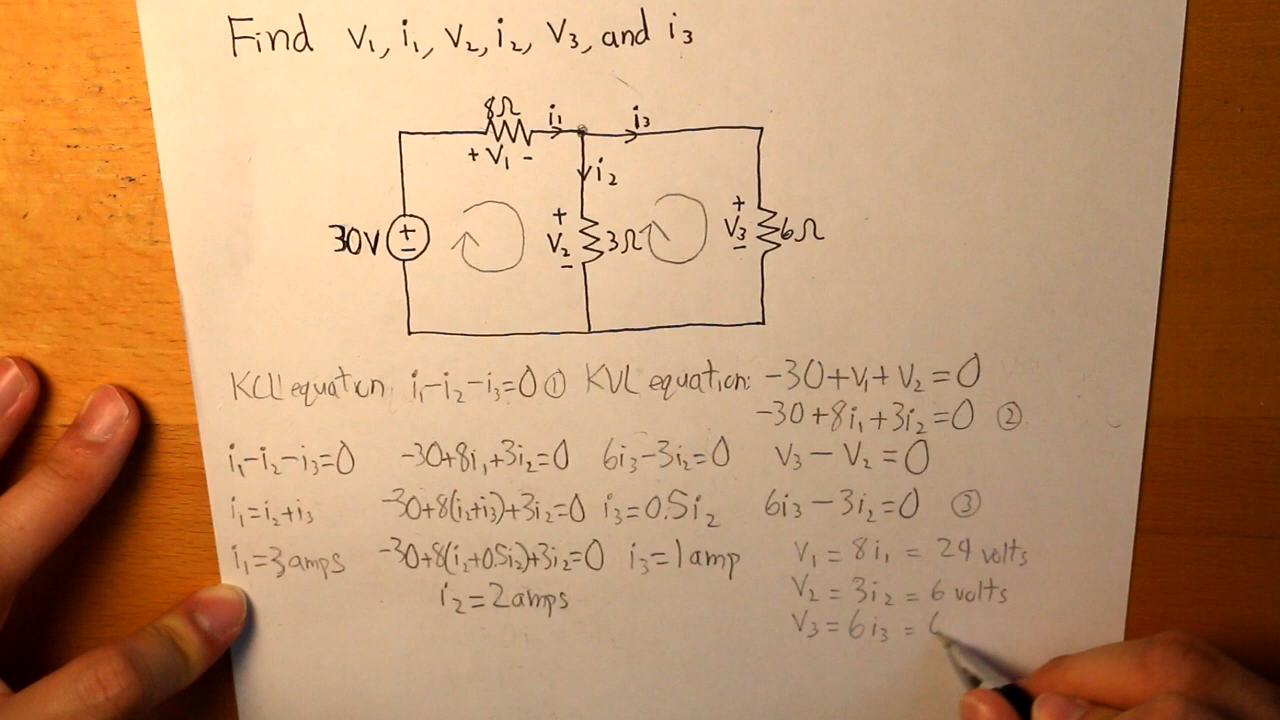 Find V₁, i₁, V₂, i₂, V₃, and i₃
8Ω i₁ i₃
+ V₁ -
i₂
30V + -
+ V₂ - 3Ω
+ V₃ - 6Ω
KCL equation i₁-i₂-i₃=0 ① KVL equation: -30+V₁+V₂=0
-30+8i₁+3i₂=0 ②
i₁-i₂-i₃=0 -30+8i₁+3i₂=0 6i₃-3i₂=0 V₃-V₂=0
i₁=i₂+i₃ -30+8(i₂+i₃)+3i₂=0 i₃=0.5i₂ 6i₃-3i₂=0 ③
i₁=3amps -30+8(i₂+0.5i₂)+3i₂=0 i₃=1amp V₁=8i₁=24 volts
i₂=2amps V₂=3i₂=6 volts
V₃=6i₃=